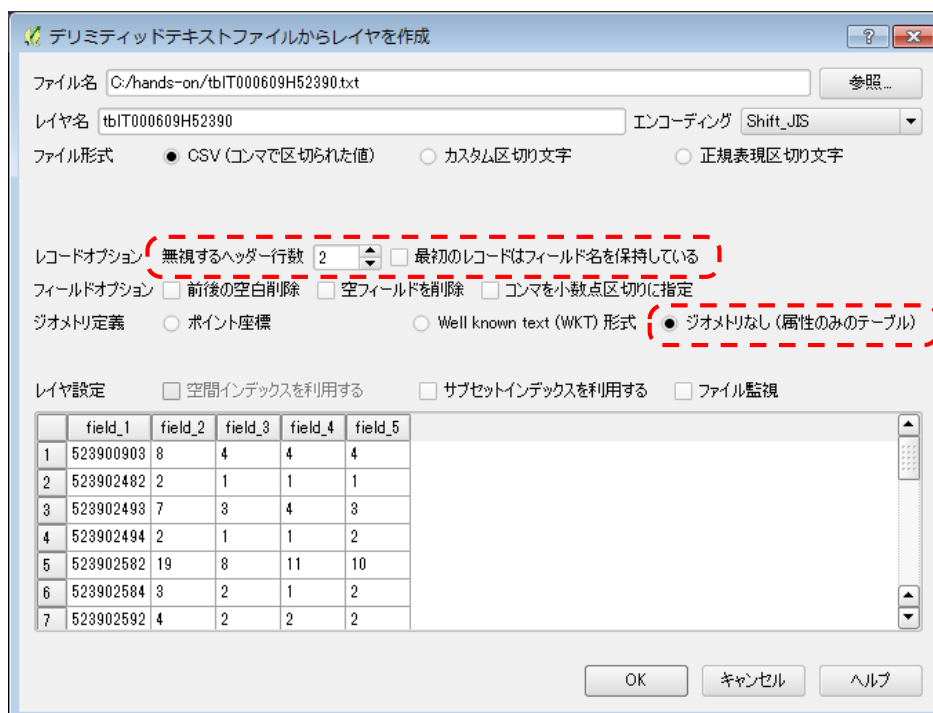 デリミティッドテキストファイルからレイヤを作成
ファイル名 C:/hands-on/tblT000609H52390.txt 参照...
レイヤ名 tblT000609H52390 エンコーディング Shift_JIS
ファイル形式 CSV (コンマで区切られた値) カスタム区切り文字 正規表現区切り文字
レコードオプション 無視するヘッダー行数 2 最初のレコードはフィールド名を保持している
フィールドオプション 前後の空白削除 空フィールドを削除 コンマを小数点区切りに指定
ジオメトリ定義 ポイント座標 Well known text (WKT) 形式 ジオメトリなし (属性のみのテーブル)
レイヤ設定 空間インデックスを利用する サブセットインデックスを利用する ファイル監視
field_1 field_2 field_3 field_4 field_5
1 523900903 8 4 4 4
2 523902482 2 1 1 1
3 523902493 7 3 4 3
4 523902494 2 1 1 2
5 523902582 19 8 11 10
6 523902584 3 2 1 2
7 523902592 4 2 2 2
OK キャンセル ヘルプ